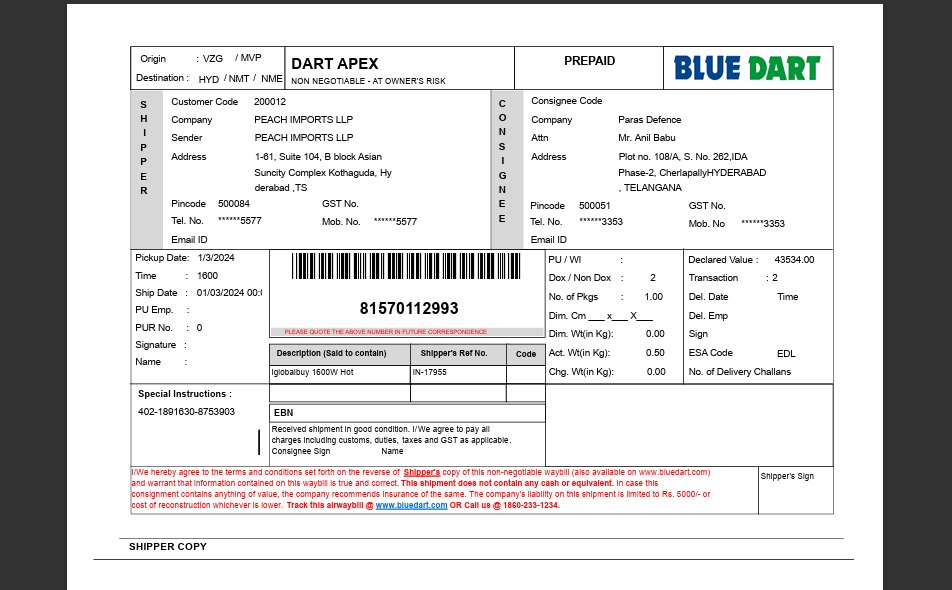 Origin : VZG / MVP
Destination : HYD / NMT / NME
DART APEX
NON NEGOTIABLE - AT OWNER'S RISK
PREPAID
BLUE DART
SHIPPER
Customer Code 200012
Company PEACH IMPORTS LLP
Sender PEACH IMPORTS LLP
Address 1-61, Suite 104, B block Asian
Suncity Complex Kothaguda, Hy
derabad ,TS
Pincode 500084 GST No.
Tel. No. ******5577 Mob. No. ******5577
Email ID
CONSIGNEE
Consignee Code
Company Paras Defence
Attn Mr. Anil Babu
Address Plot no. 108/A, S. No. 262,IDA
Phase-2, CherlapallyHYDERABAD
, TELANGANA
Pincode 500051 GST No.
Tel. No. ******3353 Mob. No ******3353
Email ID
Pickup Date: 1/3/2024
Time : 1600
Ship Date : 01/03/2024 00:(
PU Emp. :
PUR No. : 0
Signature :
Name :
81570112993
PLEASE QUOTE THE ABOVE NUMBER IN FUTURE CORRESPONDENCE
Description (Said to contain) Shipper's Ref No. Code
Iglobalbuy 1600W Hot IN-17955
PU / WI :
Dox / Non Dox : 2
No. of Pkgs : 1.00
Dim. Cm ___ x___ X___
Dim. Wt(in Kg): 0.00
Act. Wt(in Kg): 0.50
Chg. Wt(in Kg): 0.00
Declared Value : 43534.00
Transaction : 2
Del. Date Time
Del. Emp
Sign
ESA Code EDL
No. of Delivery Challans
Special Instructions :
402-1891630-8753903
EBN
Received shipment in good condition. I/We agree to pay all
charges including customs, duties, taxes and GST as applicable.
Consignee Sign Name
I/We hereby agree to the terms and conditions set forth on the reverse of Shipper's copy of this non-negotiable waybill (also available on www.bluedart.com)
and warrant that information contained on this waybill is true and correct. This shipment does not contain any cash or equivalent. In case this
consignment contains anything of value, the company recommends insurance of the same. The company's liability on this shipment is limited to Rs. 5000/- or
cost of reconstruction whichever is lower. Track this airwaybill @ www.bluedart.com OR Call us @ 1860-233-1234.
Shipper's Sign
SHIPPER COPY